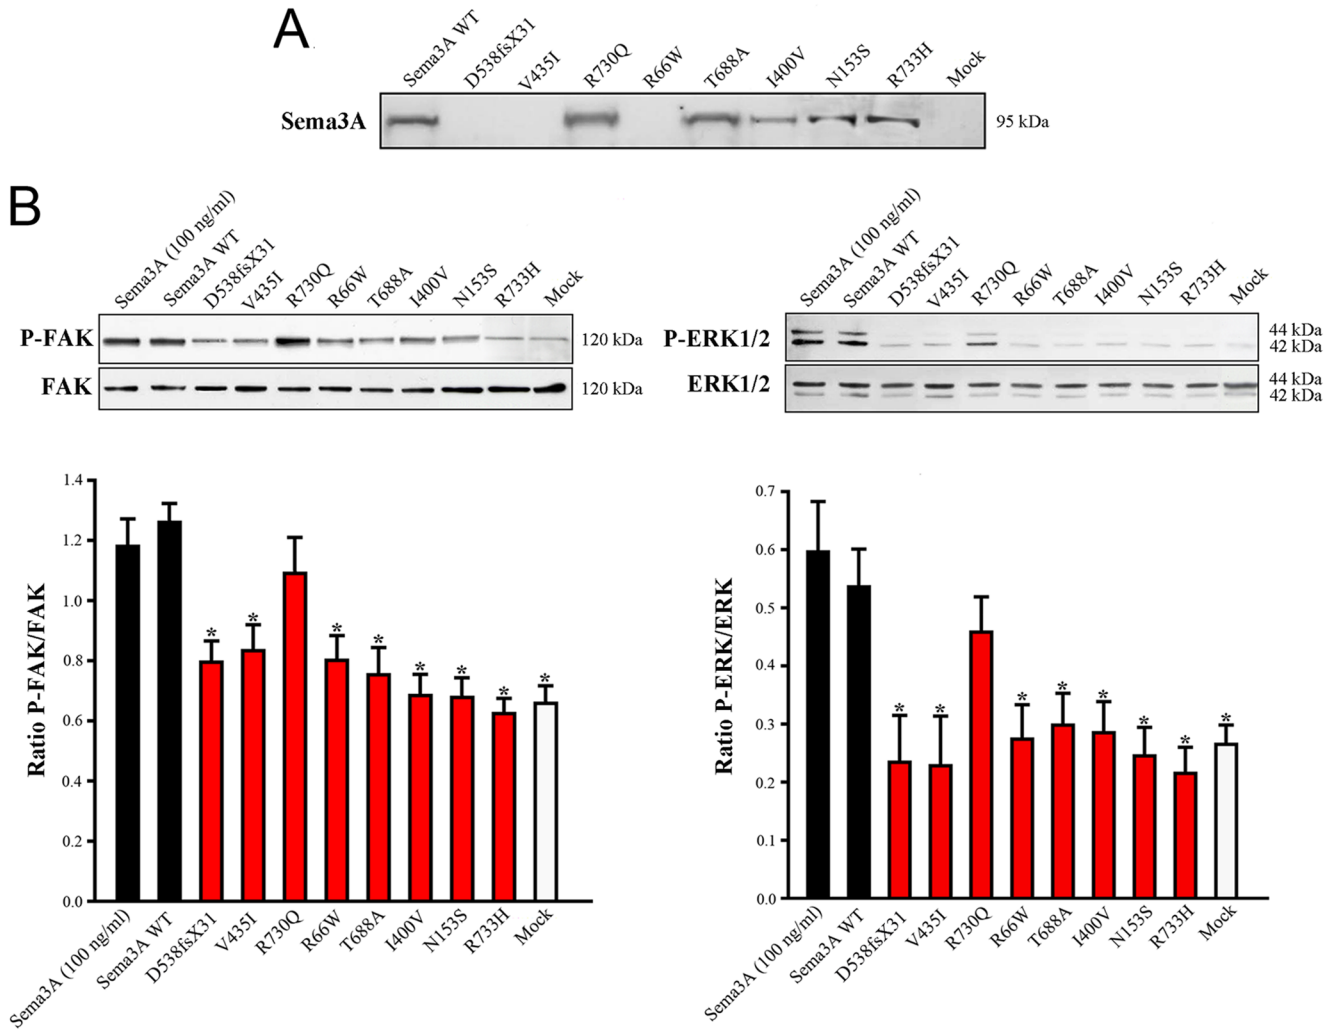 A
Sema3A WT
D538fsX31
V435I
R730Q
R66W
T688A
I400V
N153S
R733H
Mock
Sema3A
95 kDa
B
Sema3A (100 ng/ml)
Sema3A WT
D538fsX31
V435I
R730Q
R66W
T688A
I400V
N153S
R733H
Mock
P-FAK
120 kDa
FAK
120 kDa
Sema3A (100 ng/ml)
Sema3A WT
D538fsX31
V435I
R730Q
R66W
T688A
I400V
N153S
R733H
Mock
P-ERK1/2
44 kDa
42 kDa
ERK1/2
44 kDa
42 kDa
Ratio P-FAK/FAK
1.4
1.2
1.0
0.8
0.6
0.4
0.2
0.0
* * * * * * * * *
Sema3A (100 ng/ml)
Sema3A WT
D538fsX31
V435I
R730Q
R66W
T688A
I400V
N153S
R733H
Mock
Ratio P-ERK/ERK
0.7
0.6
0.5
0.4
0.3
0.2
0.1
0.0
* * * * * * * *
Sema3A (100 ng/ml)
Sema3A WT
D538fsX31
V435I
R730Q
R66W
T688A
I400V
N153S
R733H
Mock